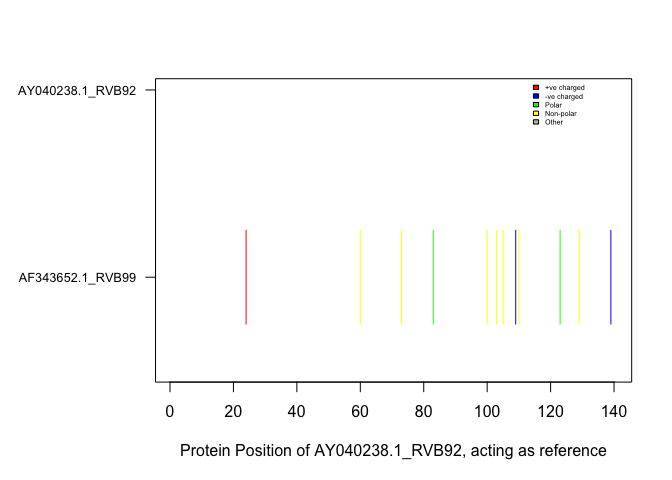 AY040238.1_RVB92
+ve charged
-ve charged
Polar
Non-polar
Other
AF343652.1_RVB99
0 20 40 60 80 100 120 140
Protein Position of AY040238.1_RVB92, acting as reference